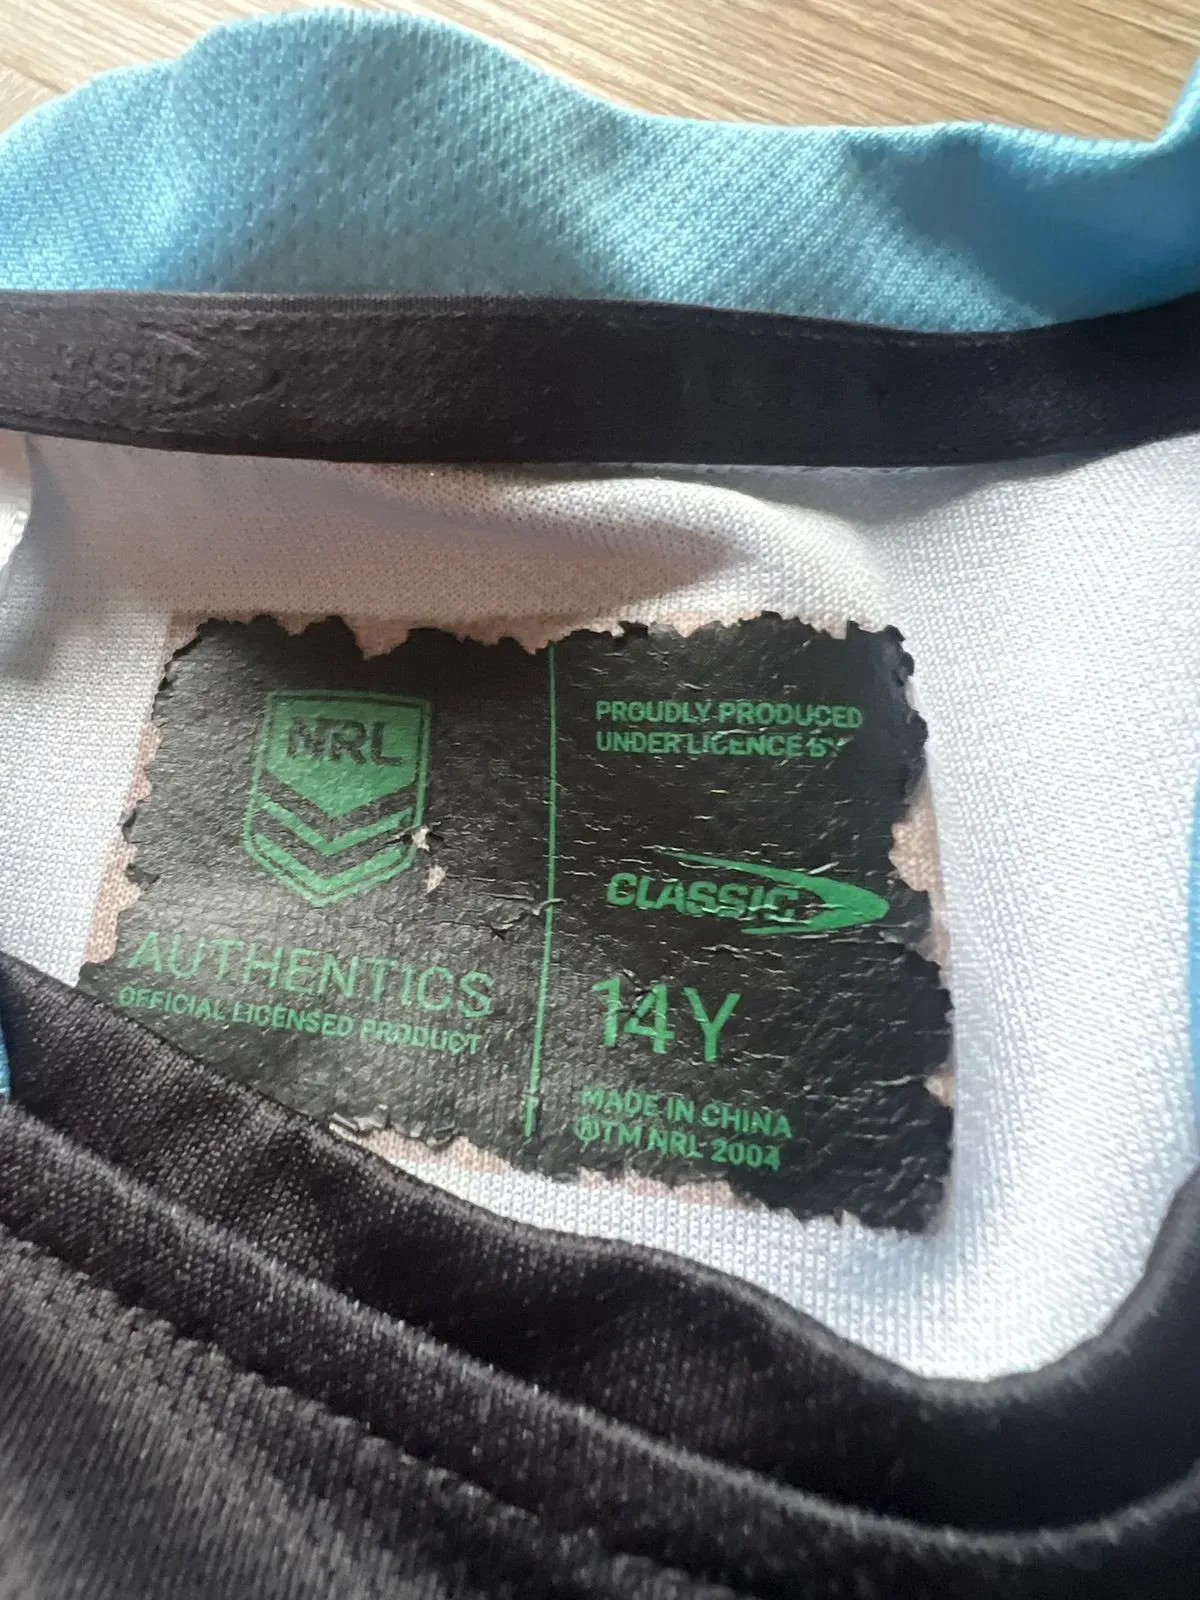 NRL
AUTHENTICS
OFFICIAL LICENSED PRODUCT
PROUDLY PRODUCED
UNDER LICENCE BY
CLASSIC
14Y
MADE IN CHINA
®TM NRL 2004